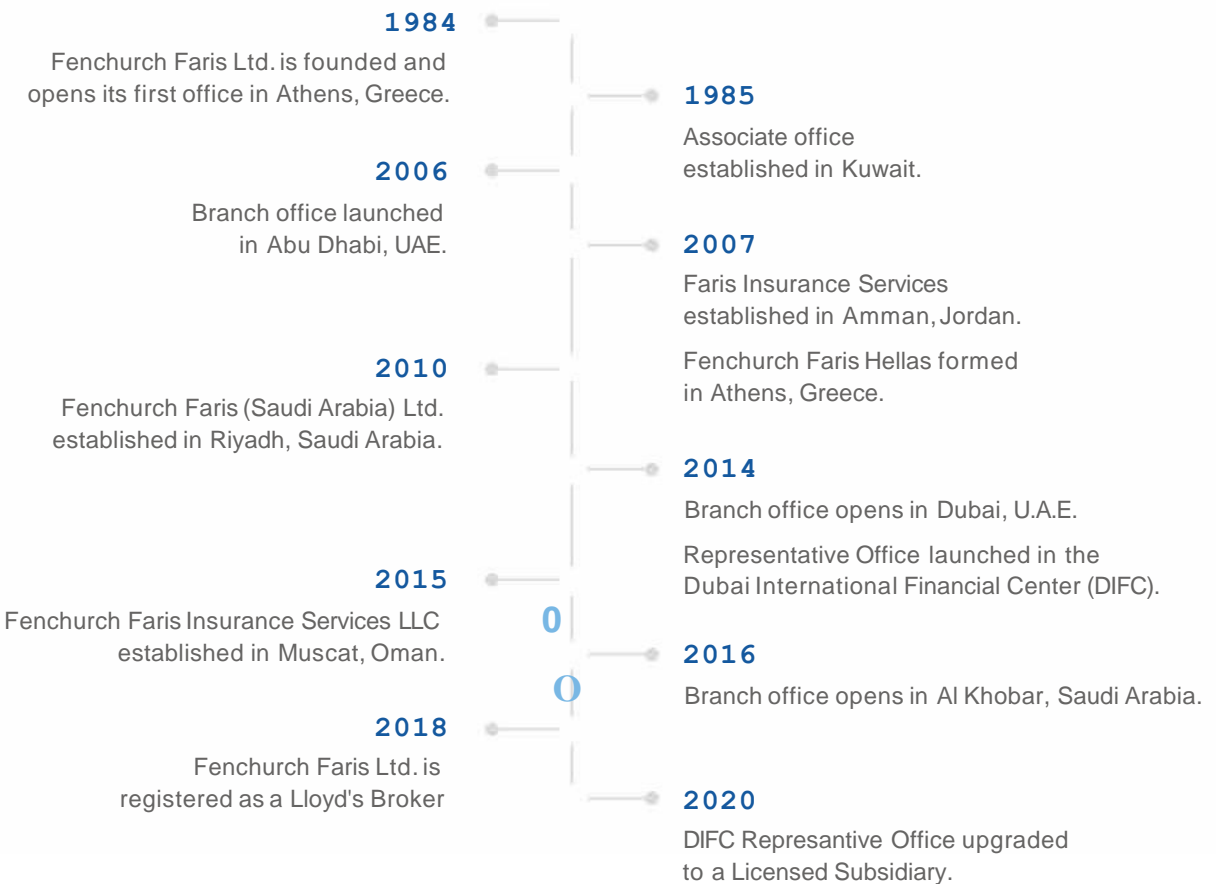 1984
Fenchurch Faris Ltd. is founded and
opens its first office in Athens, Greece.
1985
Associate office
established in Kuwait.
2006
Branch office launched
in Abu Dhabi, UAE.
2007
Faris Insurance Services
established in Amman, Jordan.
Fenchurch Faris Hellas formed
in Athens, Greece.
2010
Fenchurch Faris (Saudi Arabia) Ltd.
established in Riyadh, Saudi Arabia.
2014
Branch office opens in Dubai, U.A.E.
Representative Office launched in the
Dubai International Financial Center (DIFC).
2015
Fenchurch Faris Insurance Services LLC
established in Muscat, Oman.
0
2016
Branch office opens in Al Khobar, Saudi Arabia.
O
2018
Fenchurch Faris Ltd. is
registered as a Lloyd's Broker
2020
DIFC Represantive Office upgraded
to a Licensed Subsidiary.